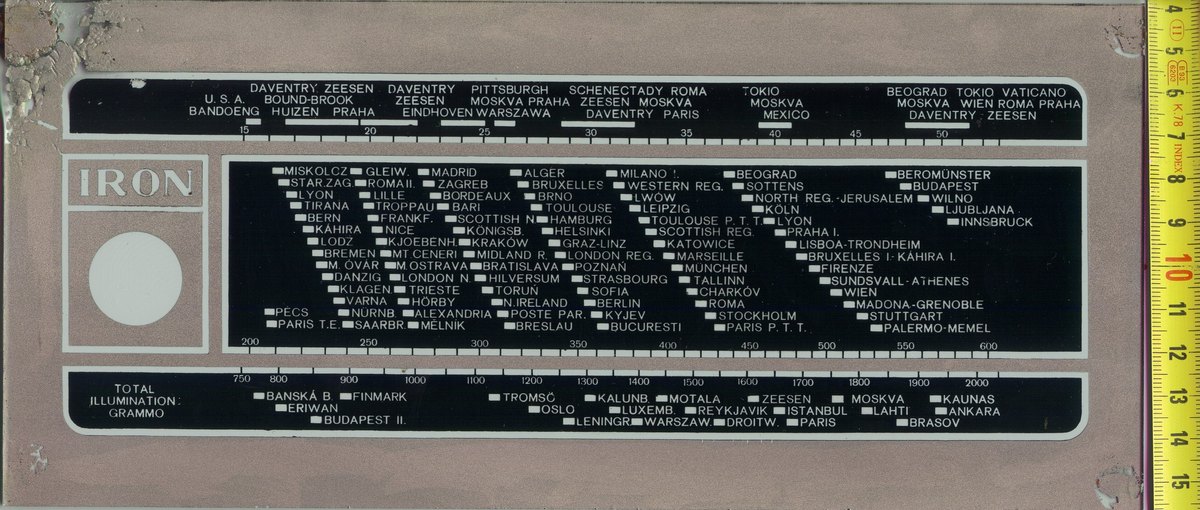 DAVENTRY ZEESEN DAVENTRY PITTSBURGH SCHENECTADY ROMA TOKIO BEOGRAD TOKIO VATICANO
U. S. A. BOUND-BROOK ZEESEN MOSKVA PRAHA ZEESEN MOSKVA MOSKVA MOSKVA WIEN ROMA PRAHA
BANDOENG HUIZEN PRAHA EINDHOVEN WARSZAWA DAVENTRY PARIS MEXICO DAVENTRY - ZEESEN
15 20 25 30 35 40 45 50
IRON
MISKOLCZ GLEIW. MADRID ALGER MILANO I. BEOGRAD BEROMÜNSTER
STAR.ZAG. ROMA II. ZAGREB BRUXELLES WESTERN REG. SOTTENS BUDAPEST
LYON LILLE BORDEAUX BRNO LWÓW NORTH REG.-JERUSALEM WILNO
TIRANA TROPPAU BARI TOULOUSE LEIPZIG KÖLN LJUBLJANA
BERN FRANKF. SCOTTISH N. HAMBURG TOULOUSE P. T. T. LYON INNSBRUCK
KÁHIRA NICE KÖNIGSB. HELSINKI SCOTTISH REG. PRAHA I.
LODZ KJOEBENH. KRAKÓW GRAZ-LINZ KATOWICE LISBOA-TRONDHEIM
BREMEN MT. CENERI MIDLAND R. LONDON REG. MARSEILLE BRUXELLES I.- KÁHIRA I.
M. ÓVÁR M.OSTRAVA BRATISLAVA POZNAŃ MÜNCHEN FIRENZE
DANZIG LONDON N. HILVERSUM STRASBOURG TALLINN SUNDSVALL-ATHENES
KLAGEN. TRIESTE TORUŃ SOFIA CHARKÓV WIEN
VARNA HÖRBY N.IRELAND BERLIN ROMA MADONA-GRENOBLE
PÉCS NÜRNB. ALEXANDRIA POSTE PAR. KYJEV STOCKHOLM STUTTGART
PARIS T.E. SAARBR. MĚLNIK BRESLAU BUCURESTI PARIS P. T. T. PALERMO-MEMEL
200 250 300 350 400 450 500 550 600
750 800 900 1000 1100 1200 1300 1400 1500 1600 1700 1800 1900 2000
TOTAL
ILLUMINATION:
GRAMMO
BANSKÁ B. FINMARK TROMSÖ KALUNB. MOTALA ZEESEN MOSKVA KAUNAS
ERIWAN OSLO LUXEMB. REYKJAVIK ISTANBUL LAHTI ANKARA
BUDAPEST II. LENINGR. WARSZAW. DROITW. PARIS BRASOV
4 5 6 7 8 9 10 11 12 13 14 15
11
B 93
6203
K.78
INDEX